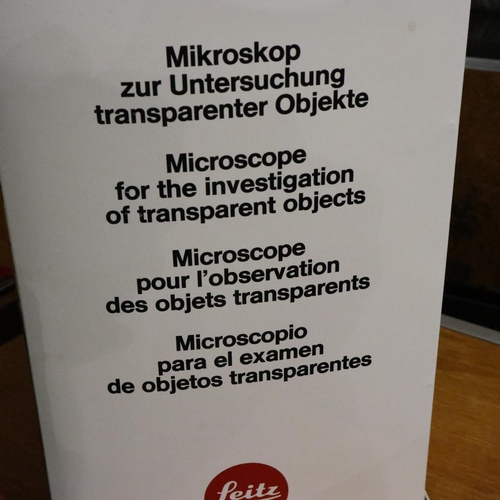 Mikroskop
zur Untersuchung
transparenter Objekte
Microscope
for the investigation
of transparent objects
Microscope
pour l'observation
des objets transparents
Microscopio
para el examen
de objetos transparentes
Leitz